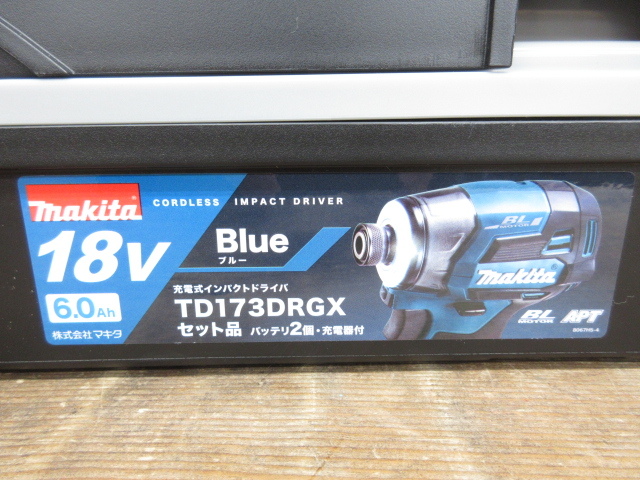 makita
CORDLESS IMPACT DRIVER
18V
Blue
ブルー
6.0Ah
充電式インパクトドライバ
TD173DRGX
セット品 バッテリ2個・充電器付
株式会社マキタ
BL
MOTOR
makita
BL
MOTOR
APT